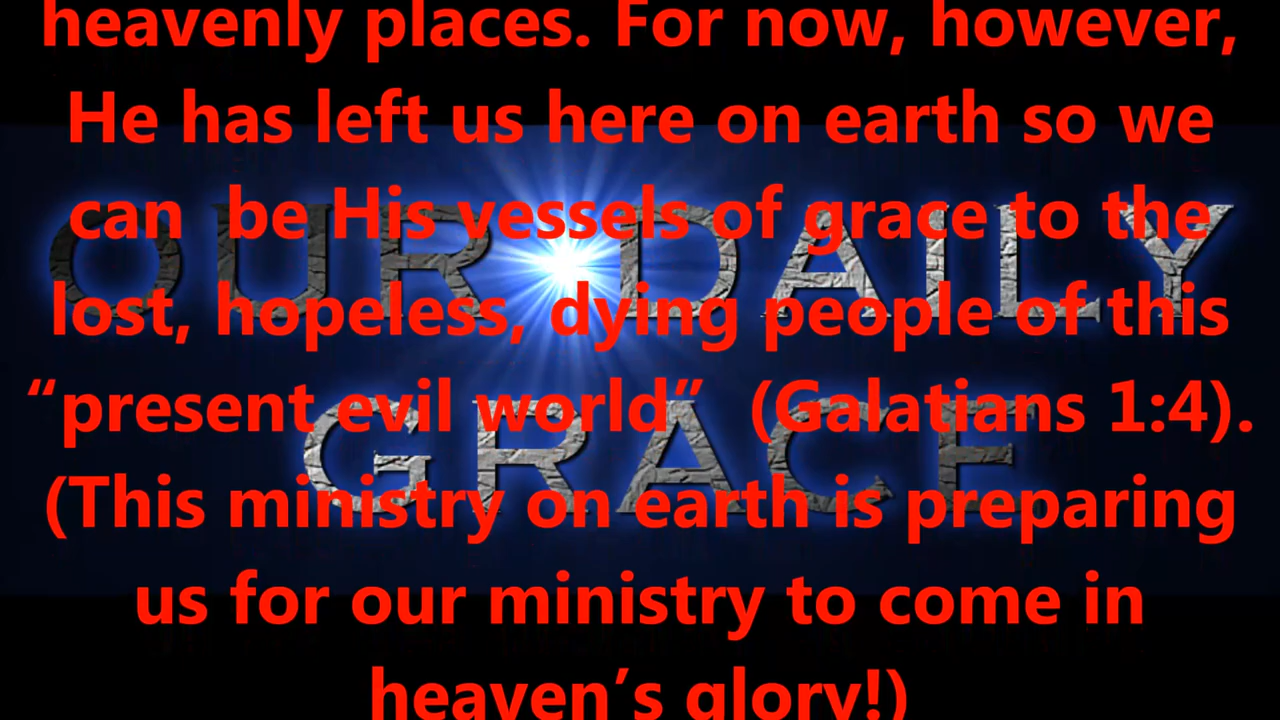 heavenly places. For now, however,
He has left us here on earth so we
can be His vessels of grace to the
OUR DAILY
lost, hopeless, dying people of this
“present evil world” (Galatians 1:4).
GRACE
(This ministry on earth is preparing
us for our ministry to come in
heaven’s glory!)